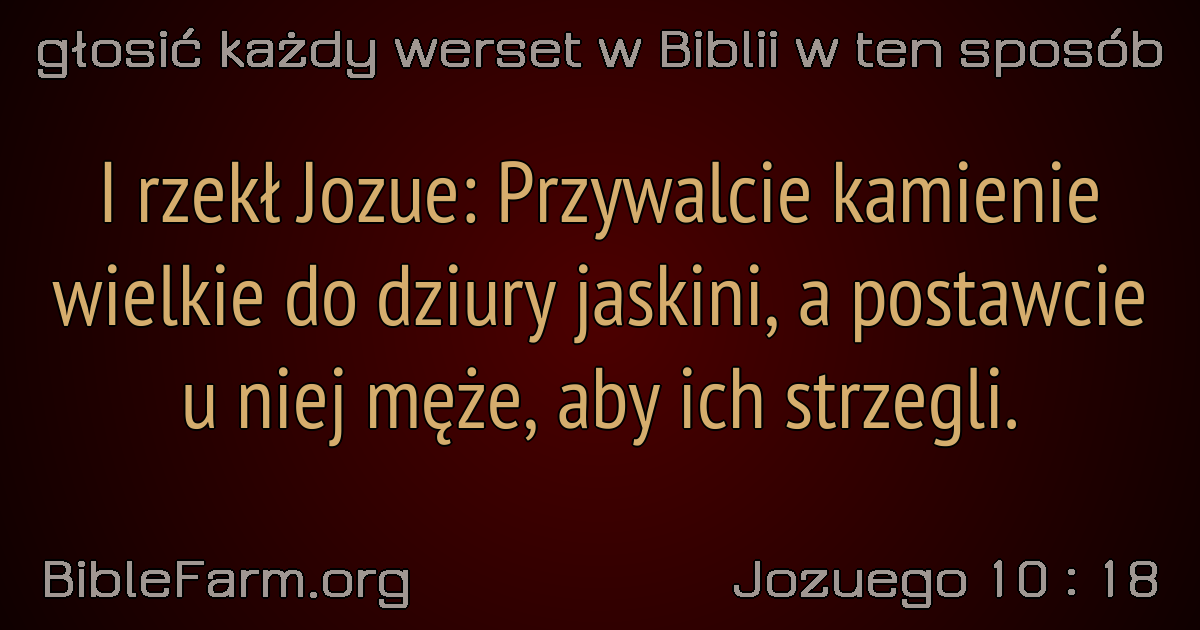 głosić każdy werset w Biblii w ten sposób
I rzekł Jozue: Przywalcie kamienie
wielkie do dziury jaskini, a postawcie
u niej męże, aby ich strzegli.
BibleFarm.org
Jozuego 10 : 18